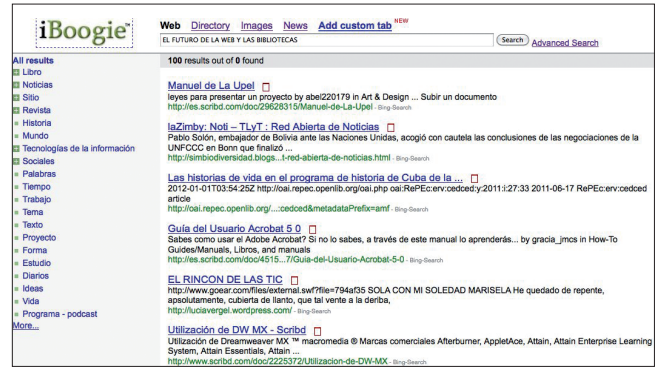 iBoogie™
Web Directory Images News Add custom tab NEW
EL FUTURO DE LA WEB Y LAS BIBLIOTECAS
Search Advanced Search
All results
Libro
Noticias
Sitio
Revista
Historia
Mundo
Tecnologías de la información
Sociales
Palabras
Tiempo
Trabajo
Tema
Texto
Proyecto
Forma
Estudio
Diarios
Ideas
Vida
Programa - podcast
More...
100 results out of 0 found
Manuel de La Upel
leyes para presentar un proyecto by abel220179 in Art & Design ... Subir un documento
http://es.scribd.com/doc/29628315/Manuel-de-La-Upel - Bing-Search
laZimby: Noti – TLyT : Red Abierta de Noticias
Pablo Solón, embajador de Bolivia ante las Naciones Unidas, acogió con cautela las conclusiones de las negociaciones de la
UNFCCC en Bonn que finalizó ...
http://simbiodiversidad.blogs...t-red-abierta-de-noticias.html - Bing-Search
Las historias de vida en el programa de historia de Cuba de la ...
2012-01-01T03:54:25Z http://oai.repec.openlib.org/oai.php oai:RePEc:erv:cedced:y:2011:i:27:33 2011-06-17 RePEc:erv:cedced
article
http://oai.repec.openlib.org/...:cedced&metadataPrefix=amf - Bing-Search
Guía del Usuario Acrobat 5 0
Sabes como usar el Adobe Acrobat? Si no lo sabes, a través de este manual lo aprenderás... by gracia_jmos in How-To
Guides/Manuals, Libros, and manuals
http://es.scribd.com/doc/4515...7/Guia-del-Usuario-Acrobat-5-0 - Bing-Search
EL RINCON DE LAS TIC
http://www.goear.com/files/external.swf?file=794af35 SOLA CON MI SOLEDAD MARISELA He quedado de repente,
apsolutamente, cubierta de llanto, que tal vente a la deriba,
http://luciavergel.wordpress.com/ - Bing-Search
Utilización de DW MX - Scribd
Utilización de Dreamweaver MX ™ macromedia ® Marcas comerciales Afterburner, AppletAce, Attain, Attain Enterprise Learning
System, Attain Essentials, Attain ...
http://www.scribd.com/doc/2225372/Utilizacion-de-DW-MX - Bing-Search